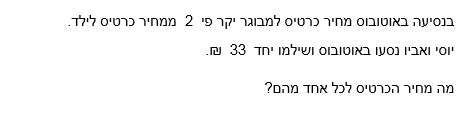 בנסיעה באוטובוס מחיר כרטיס למבוגר יקר פי 2 ממחיר כרטיס לילד.
יוסי ואביו נסעו באוטובוס ושילמו יחד 33 ₪.
מה מחיר הכרטיס לכל אחד מהם?